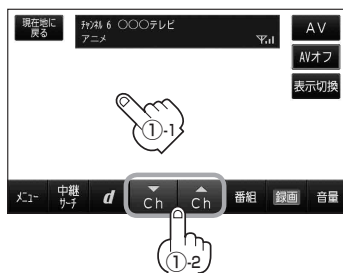 現在地に
戻る
ﾁｬﾝﾈﾙ 6 ○○○テレビ
アニメ
AV
AVオフ
表示切換
①-1
ﾒﾆｭｰ
中継
ｻｰﾁ
d
Ch
Ch
番組
録画
音量
①-2